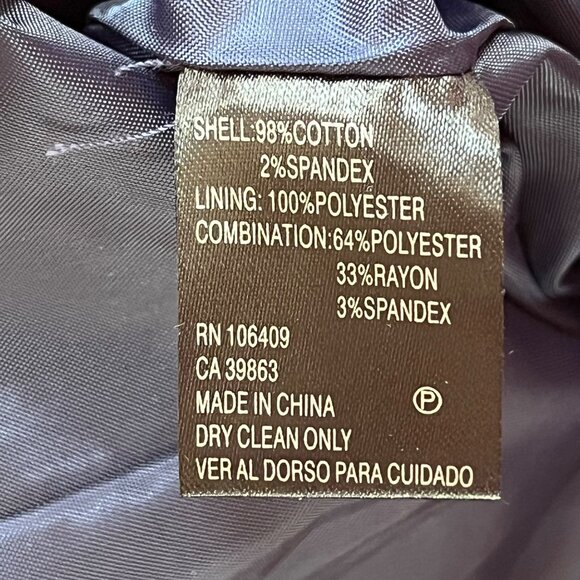 SHELL:98%COTTON
2%SPANDEX
LINING: 100%POLYESTER
COMBINATION:64%POLYESTER
33%RAYON
3%SPANDEX
RN 106409
CA 39863
MADE IN CHINA Ⓟ
DRY CLEAN ONLY
VER AL DORSO PARA CUIDADO